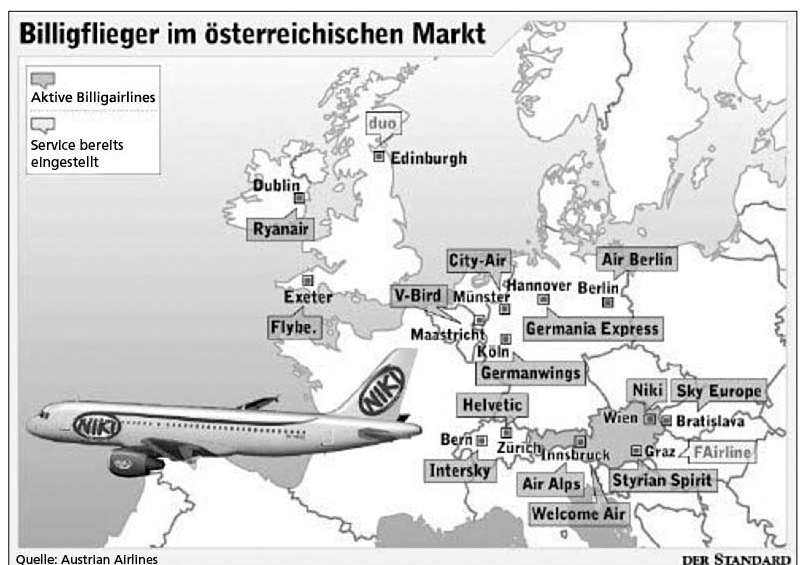 Billigflieger im österreichischen Markt
Aktive Billigairlines
Service bereits
eingestellt
duo
Edinburgh
Dublin
Ryanair
City-Air
Air Berlin
Exeter
V-Bird
Münster
Hannover
Berlin
Flybe.
Maastricht
Germania Express
Köln
Germanwings
NIKI
NIKI
Helvetic
Niki
Sky Europe
Wien
Bratislava
Bern
Zürich
Innsbruck
Graz
FAirline
Intersky
Air Alps
Styrian Spirit
Welcome Air
Quelle: Austrian Airlines
DER STANDARD